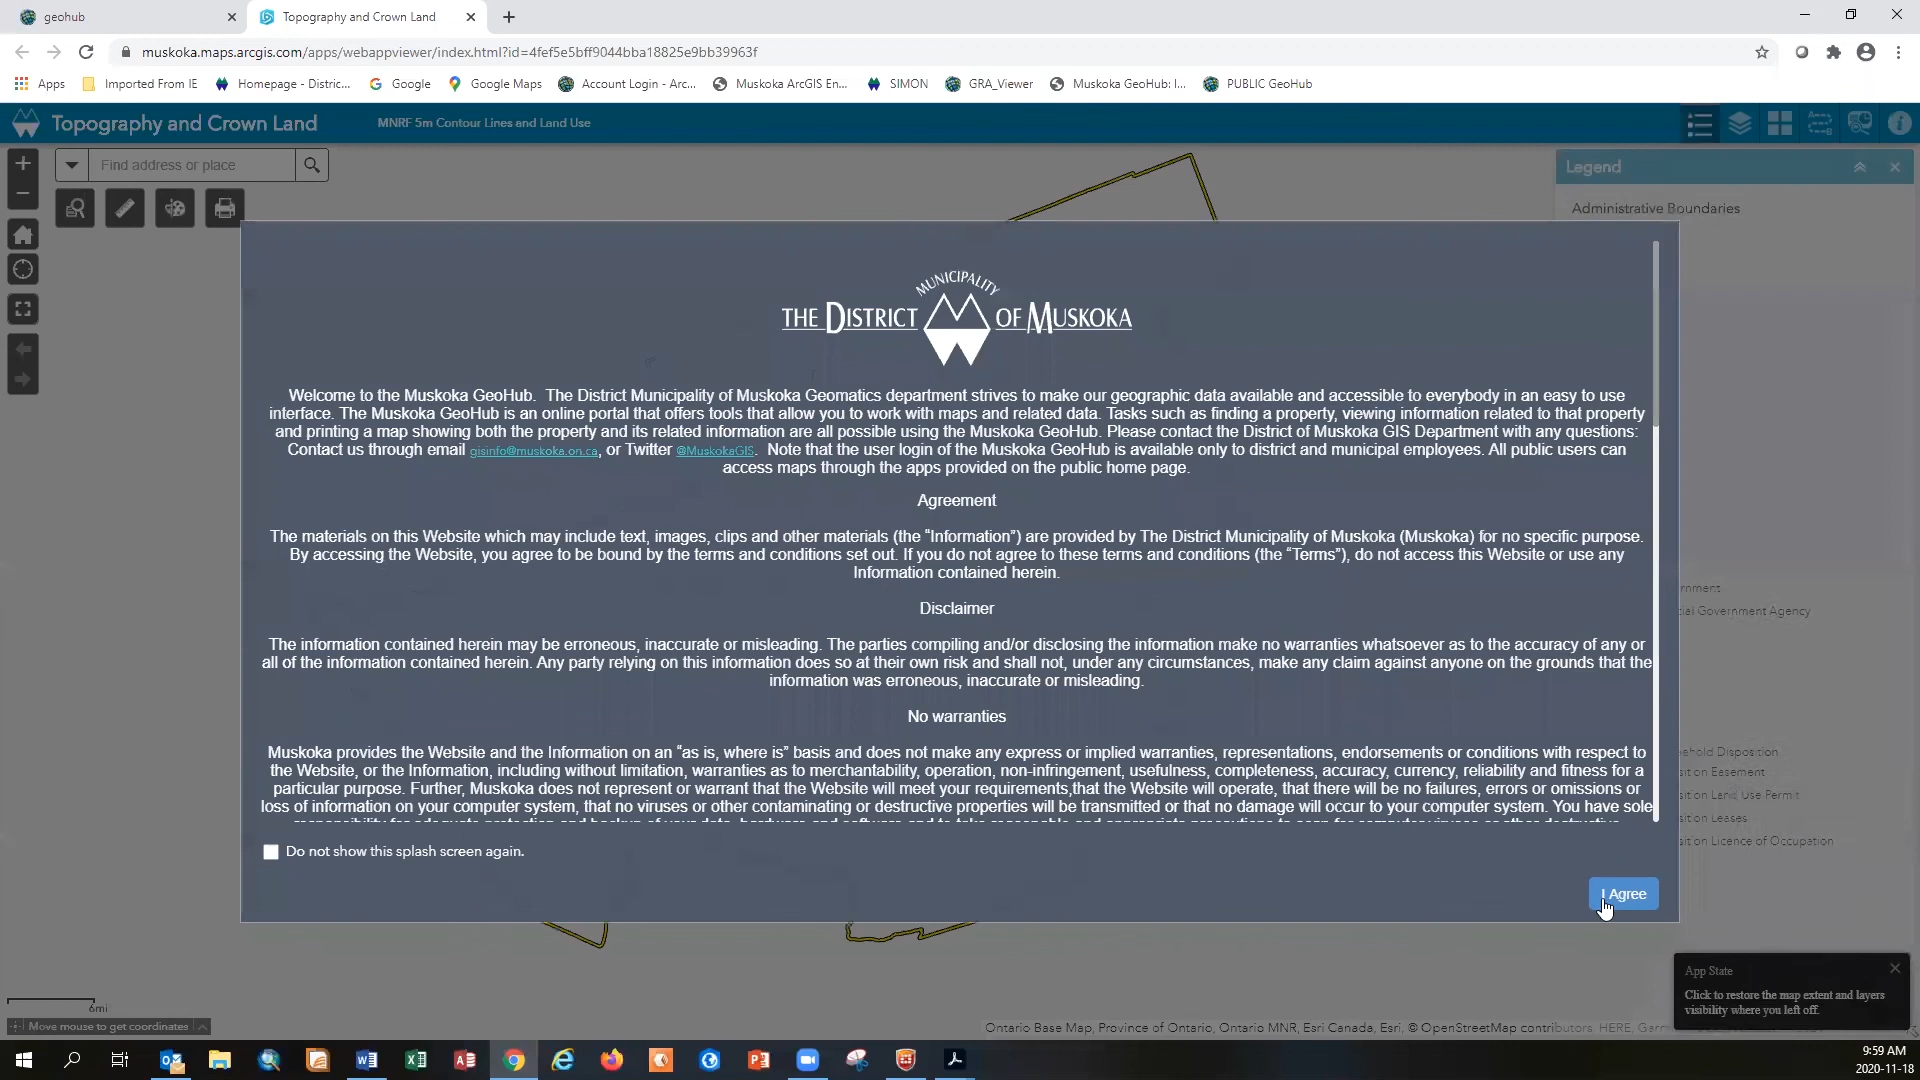 geohub
Topography and Crown Land
muskoka.maps.arcgis.com/apps/webappviewer/index.html?id=4fef5e5bff9044bba18825e9bb39963f
Apps
Imported From IE
Homepage - Distric...
Google
Google Maps
Account Login - Arc...
Muskoka ArcGIS En...
SIMON
GRA_Viewer
Muskoka GeoHub: I...
PUBLIC GeoHub
Topography and Crown Land
MNRF 5m Contour Lines and Land Use
Find address or place
Legend
Administrative Boundaries
MUNICIPALITY
THE DISTRICT OF MUSKOKA
Welcome to the Muskoka GeoHub. The District Municipality of Muskoka Geomatics department strives to make our geographic data available and accessible to everybody in an easy to use
interface. The Muskoka GeoHub is an online portal that offers tools that allow you to work with maps and related data. Tasks such as finding a property, viewing information related to that property
and printing a map showing both the property and its related information are all possible using the Muskoka GeoHub. Please contact the District of Muskoka GIS Department with any questions:
Contact us through email gisinfo@muskoka.on.ca, or Twitter @MuskokaGIS. Note that the user login of the Muskoka GeoHub is available only to district and municipal employees. All public users can
access maps through the apps provided on the public home page.
Agreement
The materials on this Website which may include text, images, clips and other materials (the “Information”) are provided by The District Municipality of Muskoka (Muskoka) for no specific purpose.
By accessing the Website, you agree to be bound by the terms and conditions set out. If you do not agree to these terms and conditions (the “Terms”), do not access this Website or use any
Information contained herein.
Disclaimer
The information contained herein may be erroneous, inaccurate or misleading. The parties compiling and/or disclosing the information make no warranties whatsoever as to the accuracy of any or
all of the information contained herein. Any party relying on this information does so at their own risk and shall not, under any circumstances, make any claim against anyone on the grounds that the
information was erroneous, inaccurate or misleading.
No warranties
Muskoka provides the Website and the Information on an “as is, where is” basis and does not make any express or implied warranties, representations, endorsements or conditions with respect to
the Website, or the Information, including without limitation, warranties as to merchantability, operation, non-infringement, usefulness, completeness, accuracy, currency, reliability and fitness for a
particular purpose. Further, Muskoka does not represent or warrant that the Website will meet your requirements,that the Website will operate, that there will be no failures, errors or omissions or
loss of information on your computer system, that no viruses or other contaminating or destructive properties will be transmitted or that no damage will occur to your computer system. You have sole
Government Agency
Disposition
Easement
Land Use Permit
Leases
Licence of Occupation
Do not show this splash screen again.
I Agree
App State
Click to restore the map extent and layers
visibility where you left off.
6mi
Move mouse to get coordinates
Ontario Base Map, Province of Ontario, Ontario MNR, Esri Canada, Esri, © OpenStreetMap contributors, HERE,
9:59 AM
2020-11-18